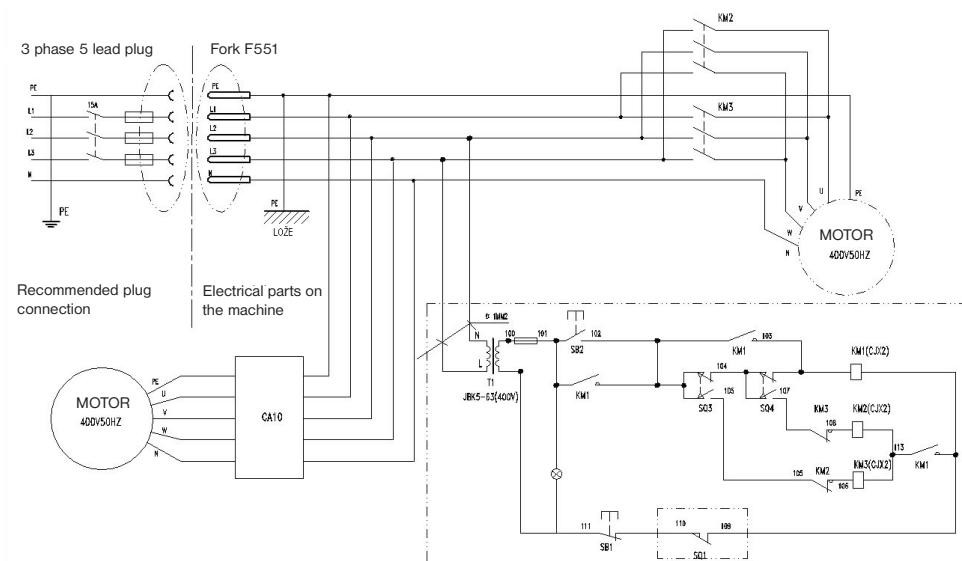 3 phase 5 lead plug
Fork F551
PE
L1
L2
L3
N
15A
PE
PE
L1
L2
L3
N
PE
LOŽE
KM2
KM3
U
V
W
N
PE
MOTOR
400V50HZ
Recommended plug
connection
Electrical parts on
the machine
MOTOR
400V50HZ
PE
U
V
W
N
CA10
1MM2
N
L
T1
JBK5-63(400V)
100
101
SB2
102
KM1
KM1
103
KM1(CJX2)
104
105
SQ3
107
SQ4
KM3
108
KM2(CJX2)
113
KM1
105
KM2
106
KM3(CJX2)
111
SB1
110
109
SQ1